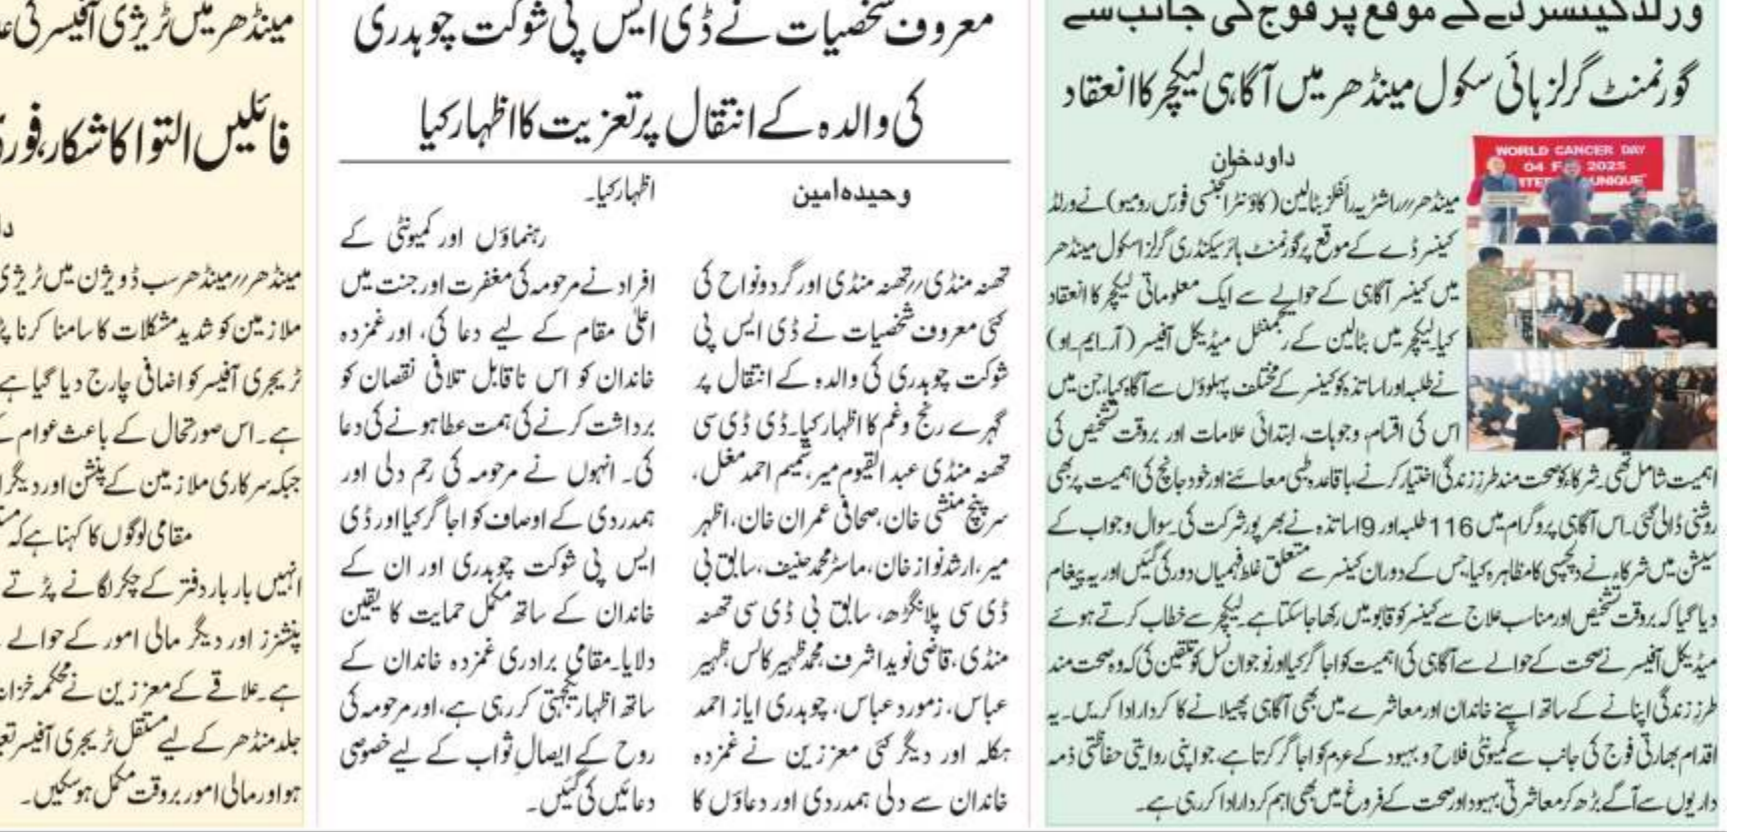 ورلڈ کینسر ڈے کے موقع پر فوج کی جانب سے
گورنمنٹ گرلز ہائی سکول مینڈھر میں آگاہی لیکچر کا انعقاد
داود خان
WORLD CANCER DAY
04 2025
UNIQUE
مینڈھر؍؍راشٹریہ رائفلز بٹالین (کاؤنٹر انجنسی فورس رومیو) نے ورلڈ
کینسر ڈے کے موقع پر گورنمنٹ ہائر سیکنڈری گرلز اسکول مینڈھر
میں کینسر آگاہی کے حوالے سے ایک معلوماتی لیکچر کا انعقاد
کیا۔لیکچر میں بٹالین کے رجمنٹل میڈیکل آفیسر (آر۔ایم۔او)
نے طلبہ اور اساتذہ کو کینسر کے مختلف پہلوؤں سے آگاہ کیا،جن میں
اس کی اقسام، وجوہات، ابتدائی علامات اور بروقت تشخیص کی
اہمیت شامل تھی۔شرکاء کو صحت مند طرز زندگی اختیار کرنے،باقاعدہ طبی معائنے اور خود جانچ کی اہمیت پر بھی
روشنی ڈالی گئی۔اس آگاہی پروگرام میں 116 طلبہ اور 9 اساتذہ نے بھرپور شرکت کی۔سوال و جواب کے
سیشن میں شرکاء نے دلچسپی کا مظاہرہ کیا،جس کے دوران کینسر سے متعلق غلط فہمیاں دور کی گئیں اور یہ پیغام
دیا گیا کہ بروقت تشخیص اور مناسب علاج سے کینسر کو قابو میں رکھا جاسکتا ہے۔لیکچر سے خطاب کرتے ہوئے
میڈیکل آفیسر نے صحت کے حوالے سے آگاہی کی اہمیت کو اجاگر کیا اور نوجوان نسل کو تلقین کی کہ وہ صحت مند
طرز زندگی اپنانے کے ساتھ اپنے خاندان اور معاشرے میں بھی آگاہی پھیلانے کا کردار ادا کریں۔یہ
اقدام بھارتی فوج کی جانب سے کمیونٹی فلاح و بہبود کے عزم کو اجاگر کرتا ہے، جو اپنی روایتی حفاظتی ذمہ
داریوں سے آگے بڑھ کر معاشرتی بہبود اور صحت کے فروغ میں بھی اہم کردار ادا کر رہی ہے۔
معروف شخصیات نے ڈی ایس پی شوکت چوہدری
کی والدہ کے انتقال پر تعزیت کا اظہار کیا
وحیدہ امین
تھنہ منڈی؍؍تھنہ منڈی اور گردونواح کی
کئی معروف شخصیات نے ڈی ایس پی
شوکت چوہدری کی والدہ کے انتقال پر
گہرے رنج و غم کا اظہار کیا۔ڈی ڈی سی
تھنہ منڈی عبد القیوم میر،شمیم احمد مغل،
سرپنچ منشی خان،صحافی عمران خان،اظہر
میر،ارشد نواز خان، ماسٹر محمد حنیف،سابق بی
ڈی سی پلانگڑھ، سابق بی ڈی سی تھنہ
منڈی،قاضی نوید اشرف،محمد ظہیر کالس،ظہیر
عباس، زمورد عباس، چوہدری ایاز احمد
ہکلہ اور دیگر کئی معززین نے غمزدہ
خاندان سے دلی ہمدردی اور دعاؤں کا
اظہار کیا۔
رہنماؤں اور کمیونٹی کے
افراد نے مرحومہ کی مغفرت اور جنت میں
اعلیٰ مقام کے لیے دعا کی، اور غمزدہ
خاندان کو اس ناقابل تلافی نقصان کو
برداشت کرنے کی ہمت عطا ہونے کی دعا
کی۔ انہوں نے مرحومہ کی رحم دلی اور
ہمدردی کے اوصاف کو اجاگر کیا اور ڈی
ایس پی شوکت چوہدری اور ان کے
خاندان کے ساتھ مکمل حمایت کا یقین
دلایا۔مقامی برادری غمزدہ خاندان کے
ساتھ اظہار یکجہتی کر رہی ہے،اور مرحومہ کی
روح کے ایصالِ ثواب کے لیے خصوصی
دعائیں کی گئیں۔
مینڈھر میں ٹریژری آفیسر کی
فائلیں التوا کا شکار،
مینڈھر؍؍مینڈھر سب ڈویژن میں ٹریژری
ملازمین کو شدید مشکلات کا سامنا کرنا
ٹریجری آفیسر کو اضافی چارج دیا گیا ہے
ہے۔اس صورتحال کے باعث عوام
جبکہ سرکاری ملازمین کے پنشن اور دیگر
مقامی لوگوں کا کہنا ہے کہ
انہیں بار بار دفتر کے چکر لگانے پڑتے
پنشنرز اور دیگر مالی امور کے حوالے
ہے۔علاقے کے معززین نے محکمہ
جلد منڈھر کے لیے مستقل ٹریجری آفیسر
ہو اور مالی امور بروقت مکمل ہوسکیں۔